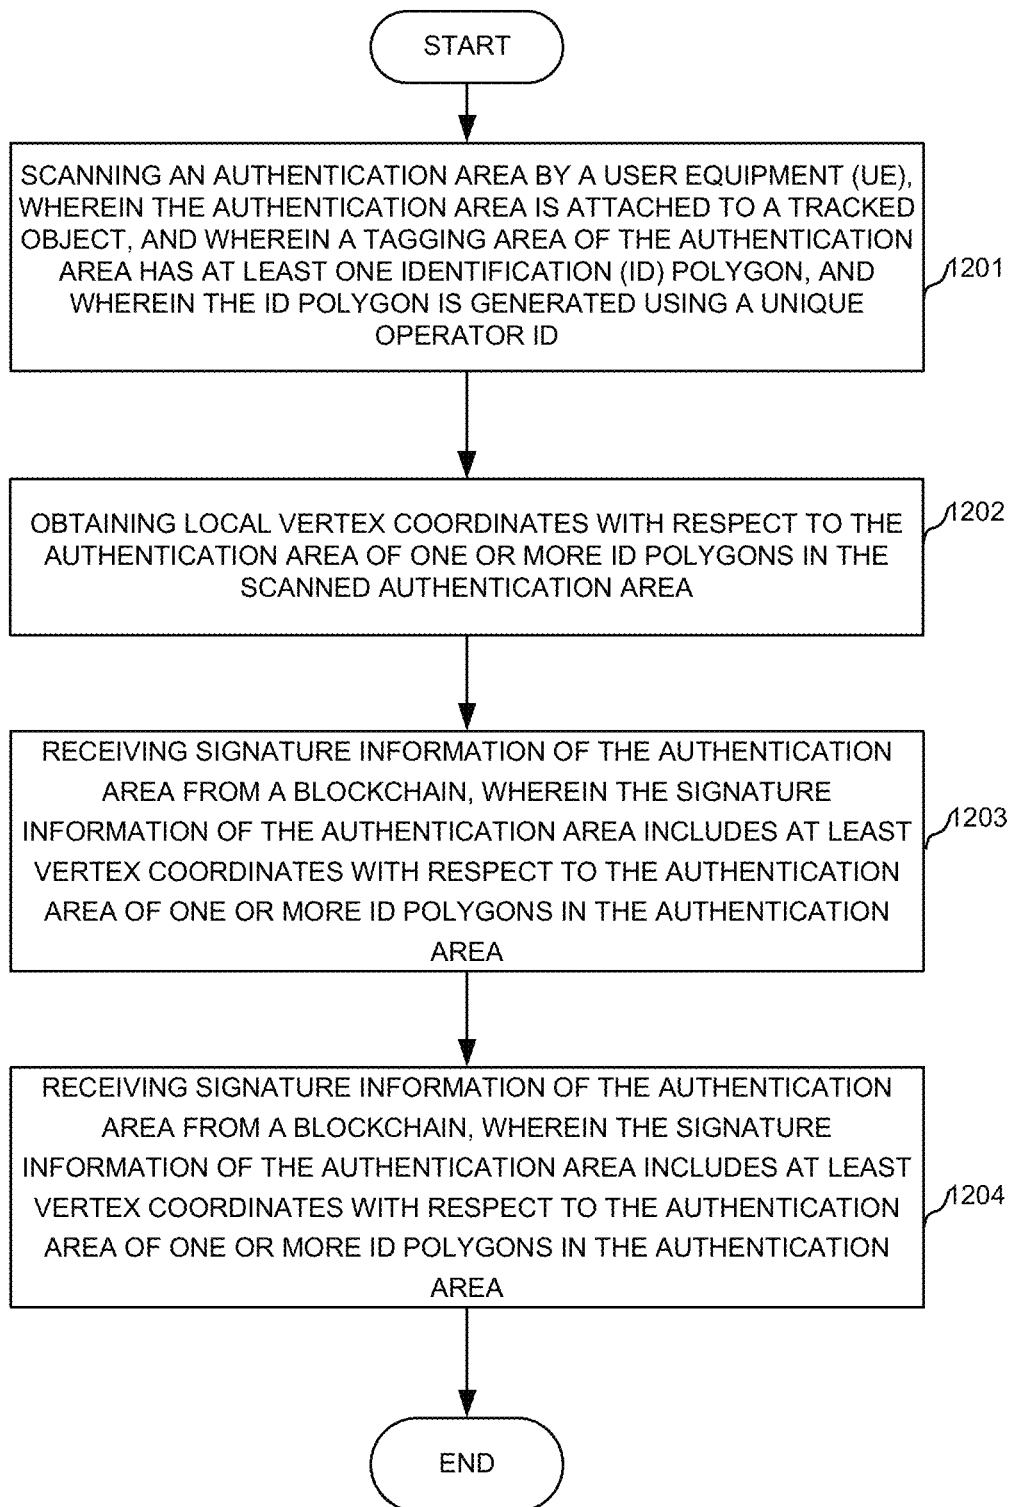 START
SCANNING AN AUTHENTICATION AREA BY A USER EQUIPMENT (UE),
WHEREIN THE AUTHENTICATION AREA IS ATTACHED TO A TRACKED
OBJECT, AND WHEREIN A TAGGING AREA OF THE AUTHENTICATION
AREA HAS AT LEAST ONE IDENTIFICATION (ID) POLYGON, AND
WHEREIN THE ID POLYGON IS GENERATED USING A UNIQUE
OPERATOR ID
1201
OBTAINING LOCAL VERTEX COORDINATES WITH RESPECT TO THE
AUTHENTICATION AREA OF ONE OR MORE ID POLYGONS IN THE
SCANNED AUTHENTICATION AREA
1202
RECEIVING SIGNATURE INFORMATION OF THE AUTHENTICATION
AREA FROM A BLOCKCHAIN, WHEREIN THE SIGNATURE
INFORMATION OF THE AUTHENTICATION AREA INCLUDES AT LEAST
VERTEX COORDINATES WITH RESPECT TO THE AUTHENTICATION
AREA OF ONE OR MORE ID POLYGONS IN THE AUTHENTICATION
AREA
1203
RECEIVING SIGNATURE INFORMATION OF THE AUTHENTICATION
AREA FROM A BLOCKCHAIN, WHEREIN THE SIGNATURE
INFORMATION OF THE AUTHENTICATION AREA INCLUDES AT LEAST
VERTEX COORDINATES WITH RESPECT TO THE AUTHENTICATION
AREA OF ONE OR MORE ID POLYGONS IN THE AUTHENTICATION
AREA
1204
END